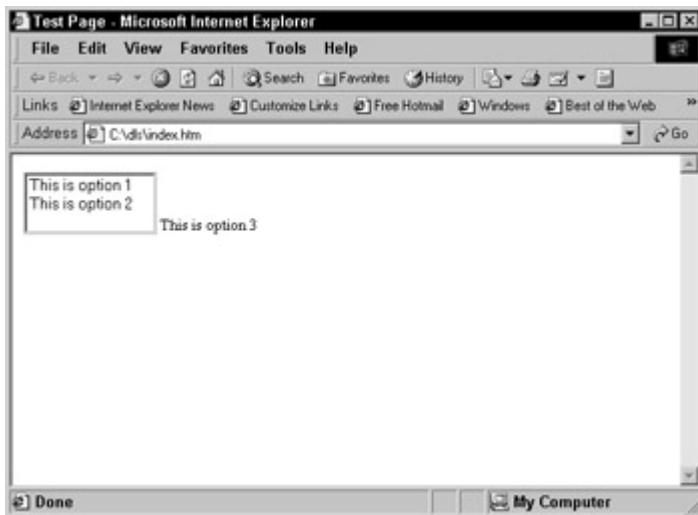 Test Page - Microsoft Internet Explorer
File Edit View Favorites Tools Help
Back Search Favorites History
Links Internet Explorer News Customize Links Free Hotmail Windows Best of the Web »
Address C:\dls\index.htm Go
This is option 1
This is option 2
This is option 3
Done My Computer